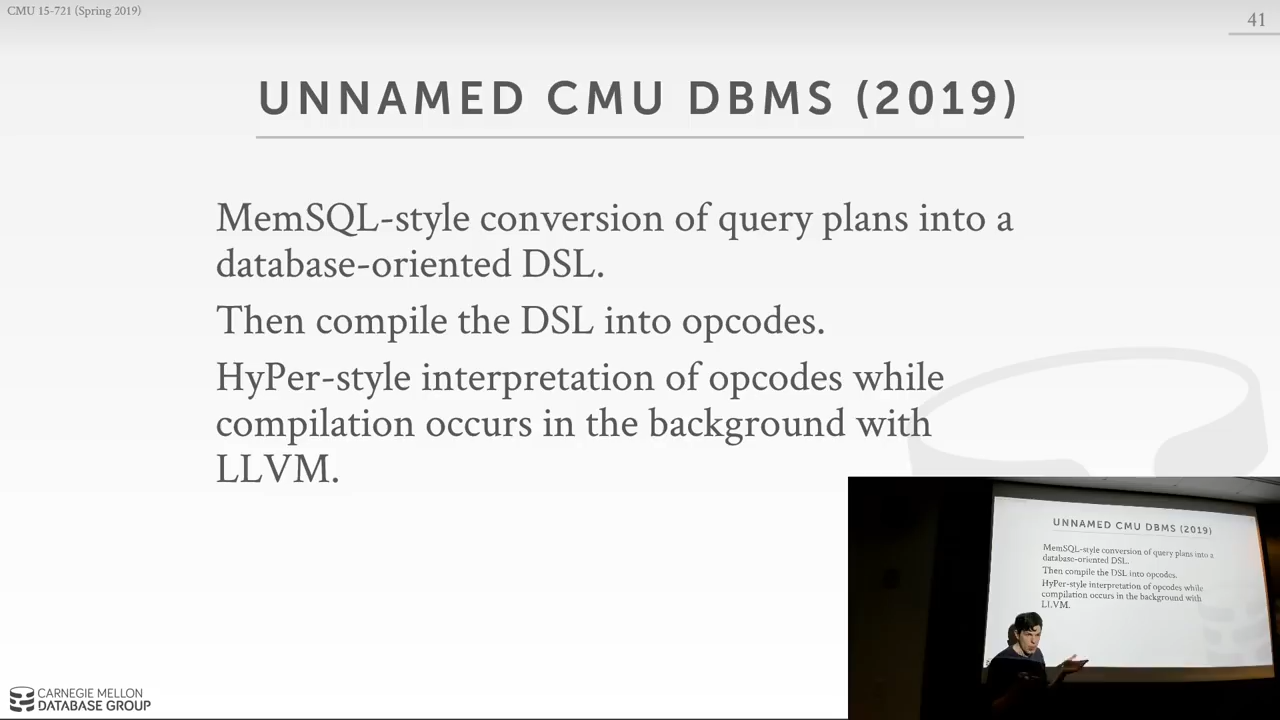 CMU 15-721 (Spring 2019)
41
UNNAMED CMU DBMS (2019)
MemSQL-style conversion of query plans into a
database-oriented DSL.
Then compile the DSL into opcodes.
HyPer-style interpretation of opcodes while
compilation occurs in the background with
LLVM.
UNNAMED CMU DBMS (2019)
MemSQL-style conversion of query plans into a
database-oriented DSL.
Then compile the DSL into opcodes.
HyPer-style interpretation of opcodes while
compilation occurs in the background with
LLVM.
CARNEGIE MELLON
DATABASE GROUP